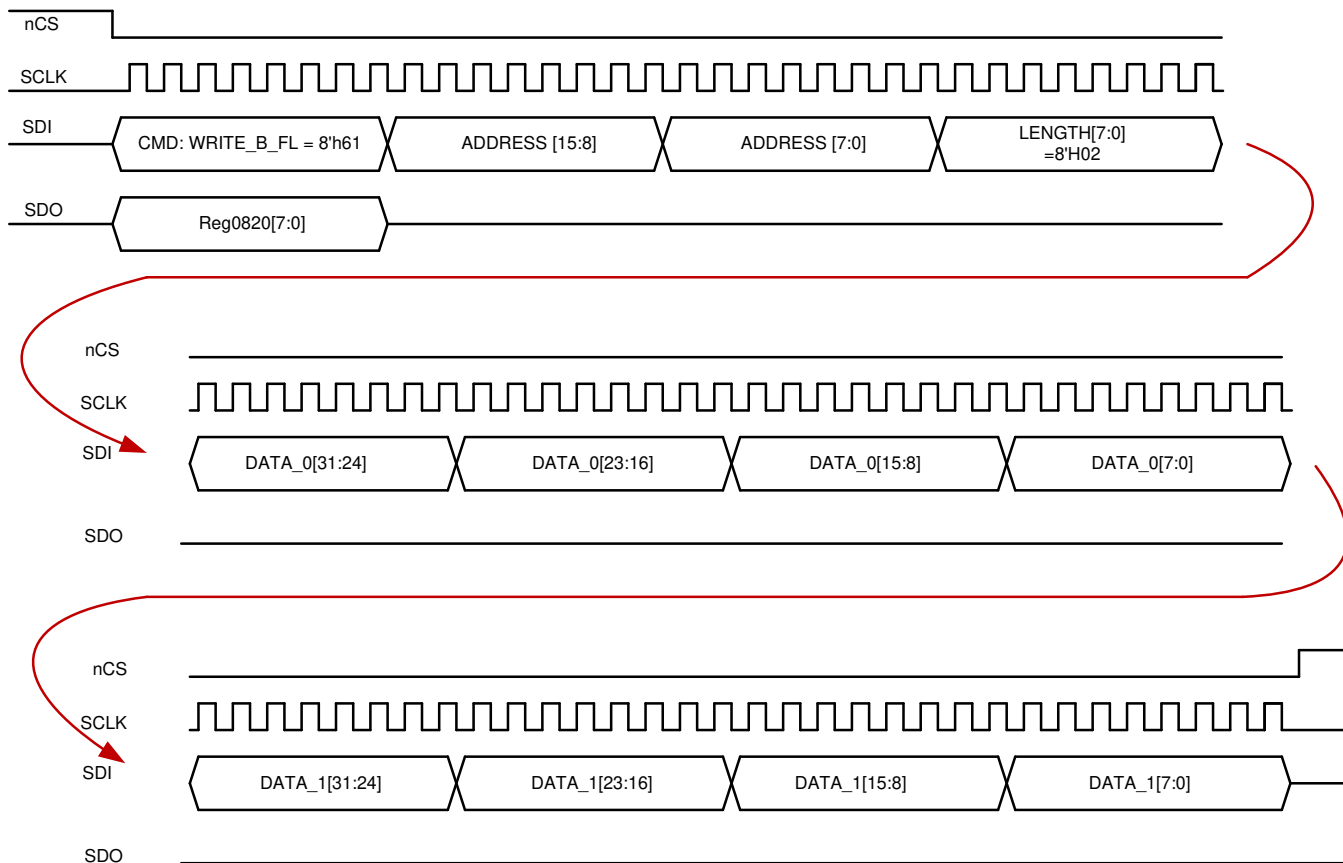 nCS
SCLK
SDI
CMD: WRITE_B_FL = 8'h61
ADDRESS [15:8]
ADDRESS [7:0]
LENGTH[7:0]
=8'H02
SDO
Reg0820[7:0]
nCS
SCLK
SDI
DATA_0[31:24]
DATA_0[23:16]
DATA_0[15:8]
DATA_0[7:0]
SDO
nCS
SCLK
SDI
DATA_1[31:24]
DATA_1[23:16]
DATA_1[15:8]
DATA_1[7:0]
SDO